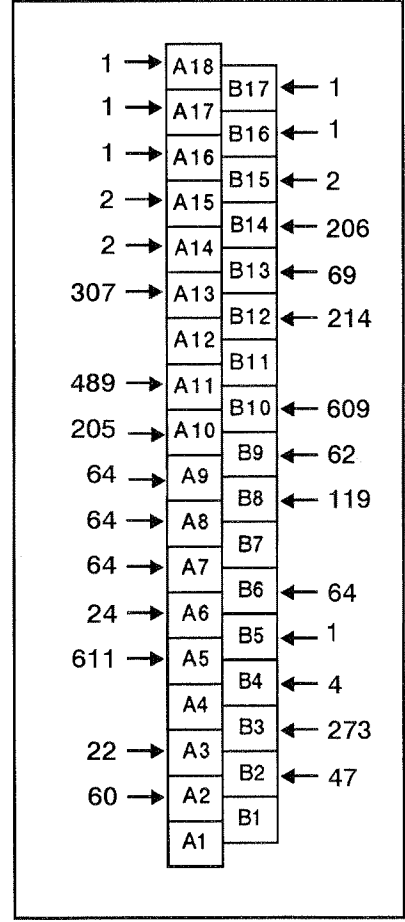 1 → A18
B17 ← 1
1 → A17
B16 ← 1
1 → A16
B15 ← 2
2 → A15
B14 ← 206
2 → A14
B13 ← 69
307 → A13
B12 ← 214
A12
B11
489 → A11
B10 ← 609
205 → A10
B9 ← 62
64 → A9
B8 ← 119
64 → A8
B7
64 → A7
B6 ← 64
24 → A6
B5 ← 1
611 → A5
B4 ← 4
A4
B3 ← 273
22 → A3
B2 ← 47
60 → A2
B1
A1